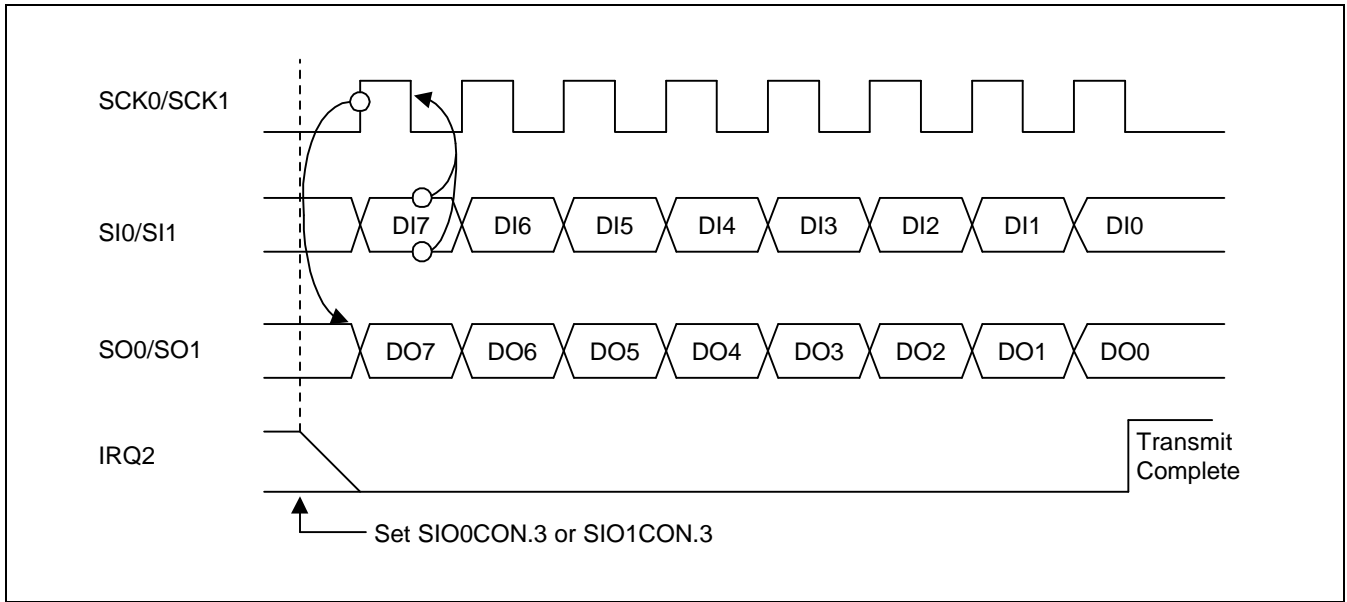 SCK0/SCK1
SI0/SI1
DI7 DI6 DI5 DI4 DI3 DI2 DI1 DI0
SO0/SO1
DO7 DO6 DO5 DO4 DO3 DO2 DO1 DO0
IRQ2
Transmit
Complete
Set SIO0CON.3 or SIO1CON.3